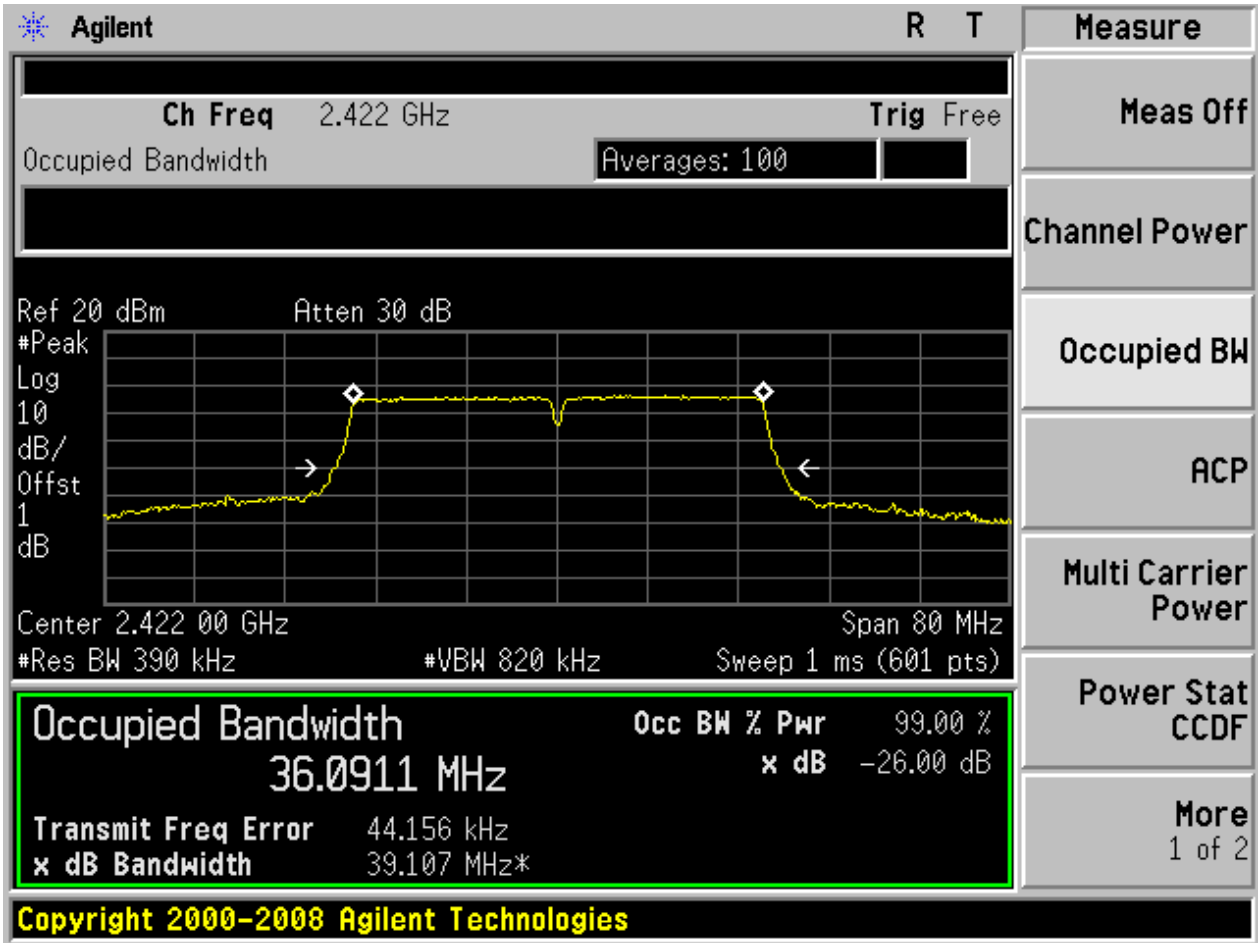 Agilent R T
Ch Freq 2.422 GHz Trig Free
Occupied Bandwidth Averages: 100
Ref 20 dBm Atten 30 dB
#Peak
Log
10
dB/
Offst
1
dB
Center 2.422 00 GHz Span 80 MHz
#Res BW 390 kHz #VBW 820 kHz Sweep 1 ms (601 pts)
Occupied Bandwidth Occ BW % Pwr 99.00 %
36.0911 MHz x dB -26.00 dB
Transmit Freq Error 44.156 kHz
x dB Bandwidth 39.107 MHz*
Copyright 2000-2008 Agilent Technologies
Measure
Meas Off
Channel Power
Occupied BW
ACP
Multi Carrier
Power
Power Stat
CCDF
More
1 of 2